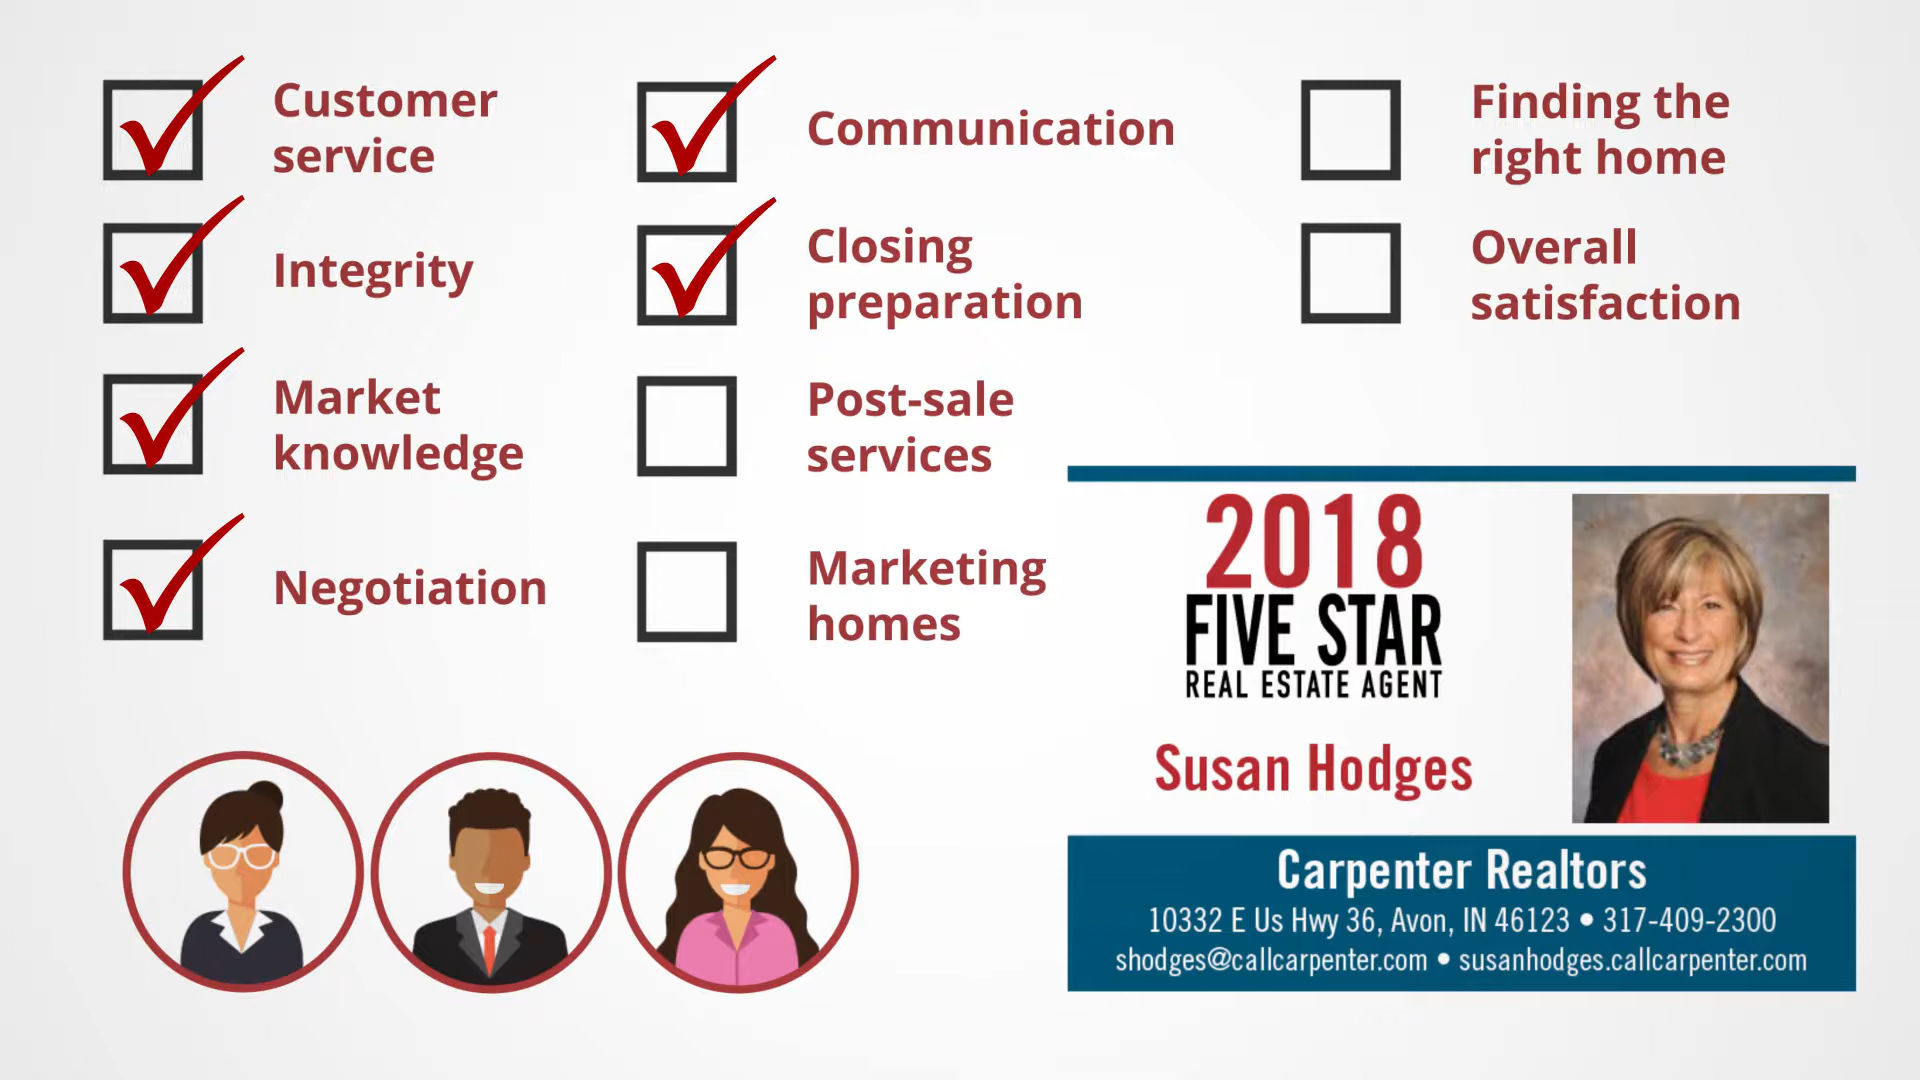 Customer
service
Integrity
Market
knowledge
Negotiation
Communication
Closing
preparation
Post-sale
services
Marketing
homes
Finding the
right home
Overall
satisfaction
2018
FIVE STAR
REAL ESTATE AGENT
Susan Hodges
Carpenter Realtors
10332 E Us Hwy 36, Avon, IN 46123 • 317-409-2300
shodges@callcarpenter.com • susanhodges.callcarpenter.com